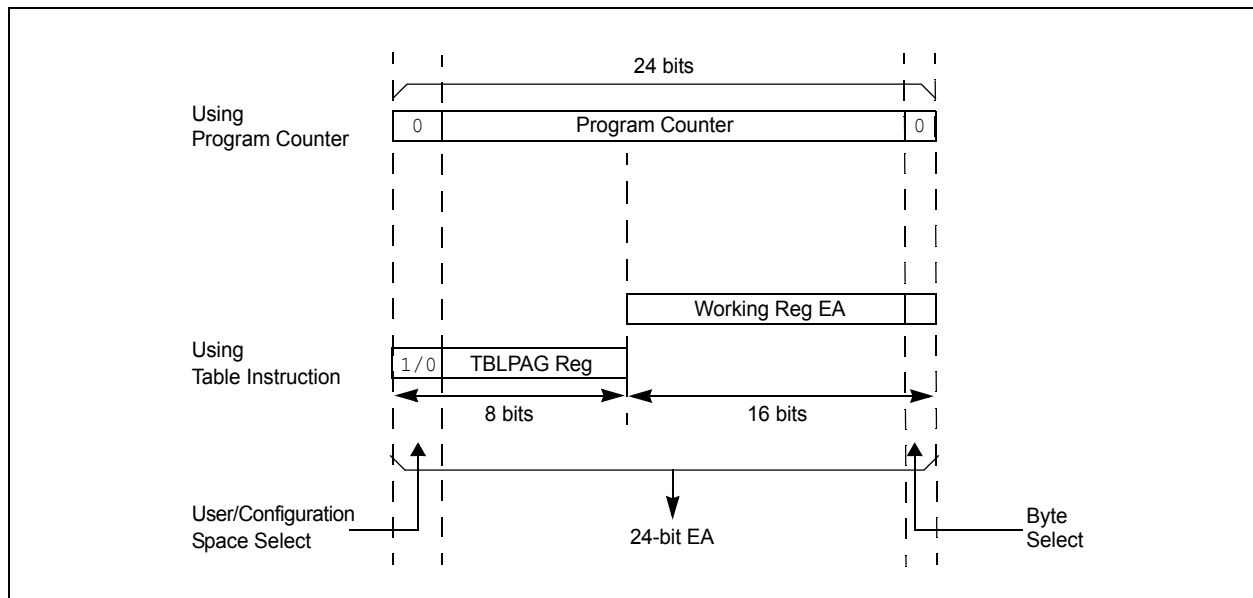 24 bits
Using
Program Counter
0
Program Counter
0
Working Reg EA
Using
Table Instruction
1/0
TBLPAG Reg
8 bits
16 bits
User/Configuration
Space Select
24-bit EA
Byte
Select